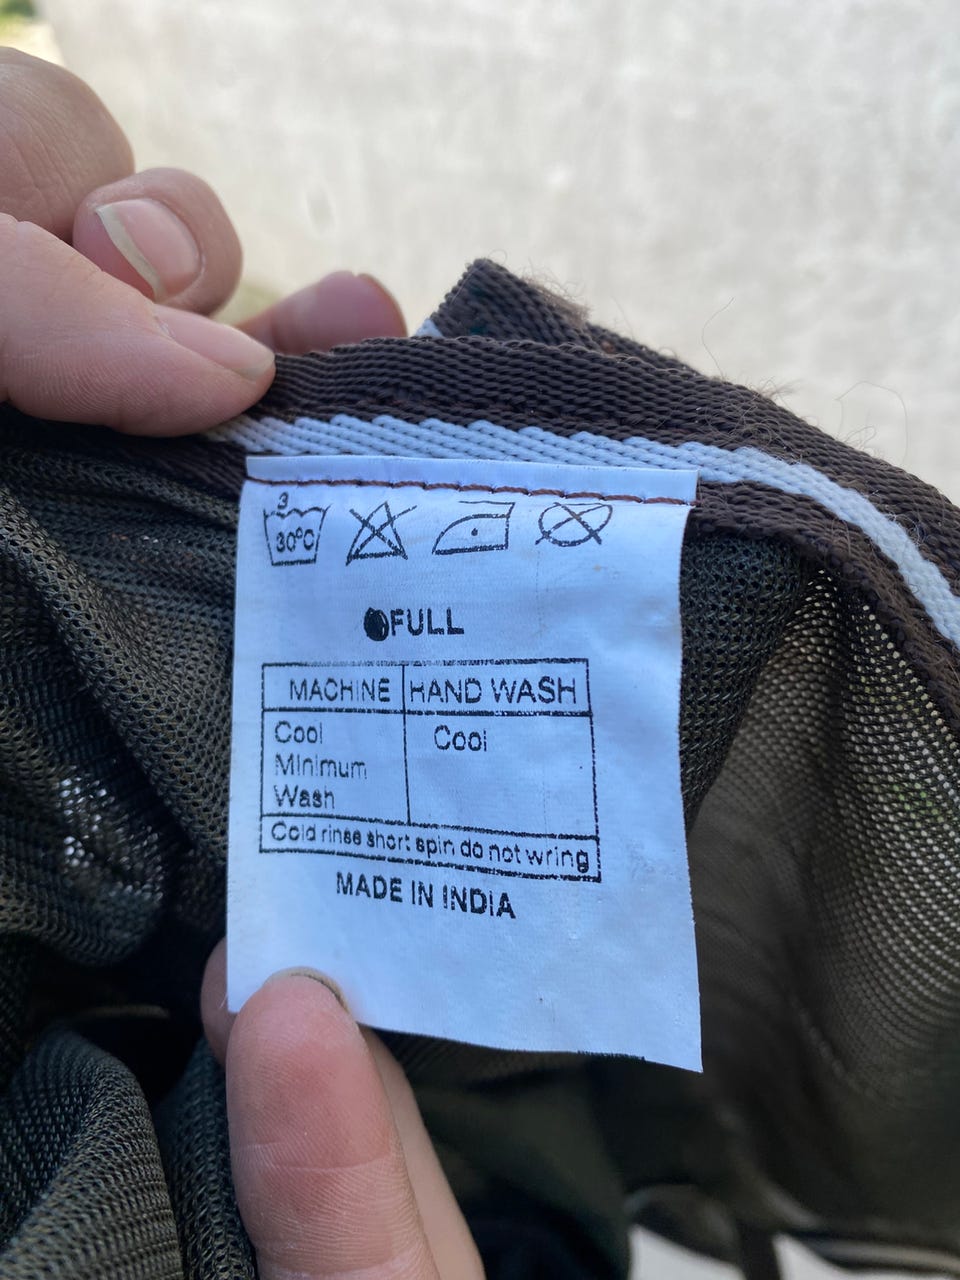 3
30°C
FULL
MACHINE HAND WASH
Cool Cool
Minimum
Wash
Cold rinse short spin do not wring
MADE IN INDIA